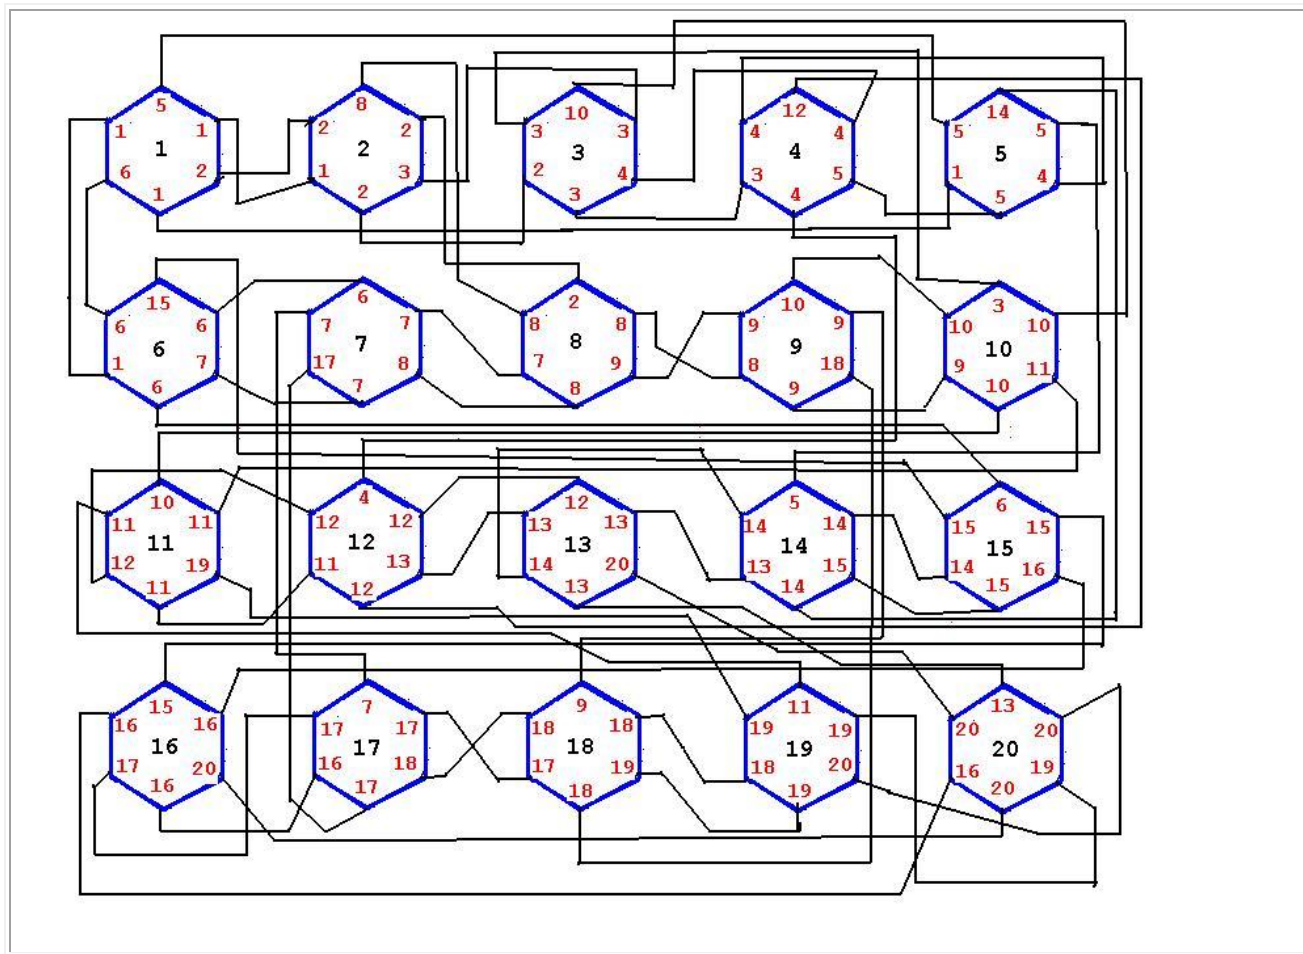 5 8 10 12 14
1 1 2 2 3 3 4 4 5 5
1 2 3 4 5
6 2 1 3 2 4 3 5 1 4
1 2 3 4 5
15 6 2 10 3
6 6 7 7 8 8 9 9 10 10
6 7 8 9 10
1 7 17 8 7 9 8 18 9 11
6 7 8 9 10
10 4 12 5 6
11 11 12 12 13 13 14 14 15 15
11 12 13 14 15
12 19 11 13 14 20 13 15 14 16
11 12 13 14 15
15 7 9 11 13
16 16 17 17 18 18 19 19 20 20
16 17 18 19 20
17 20 16 18 17 19 18 20 16 19
16 17 18 19 20